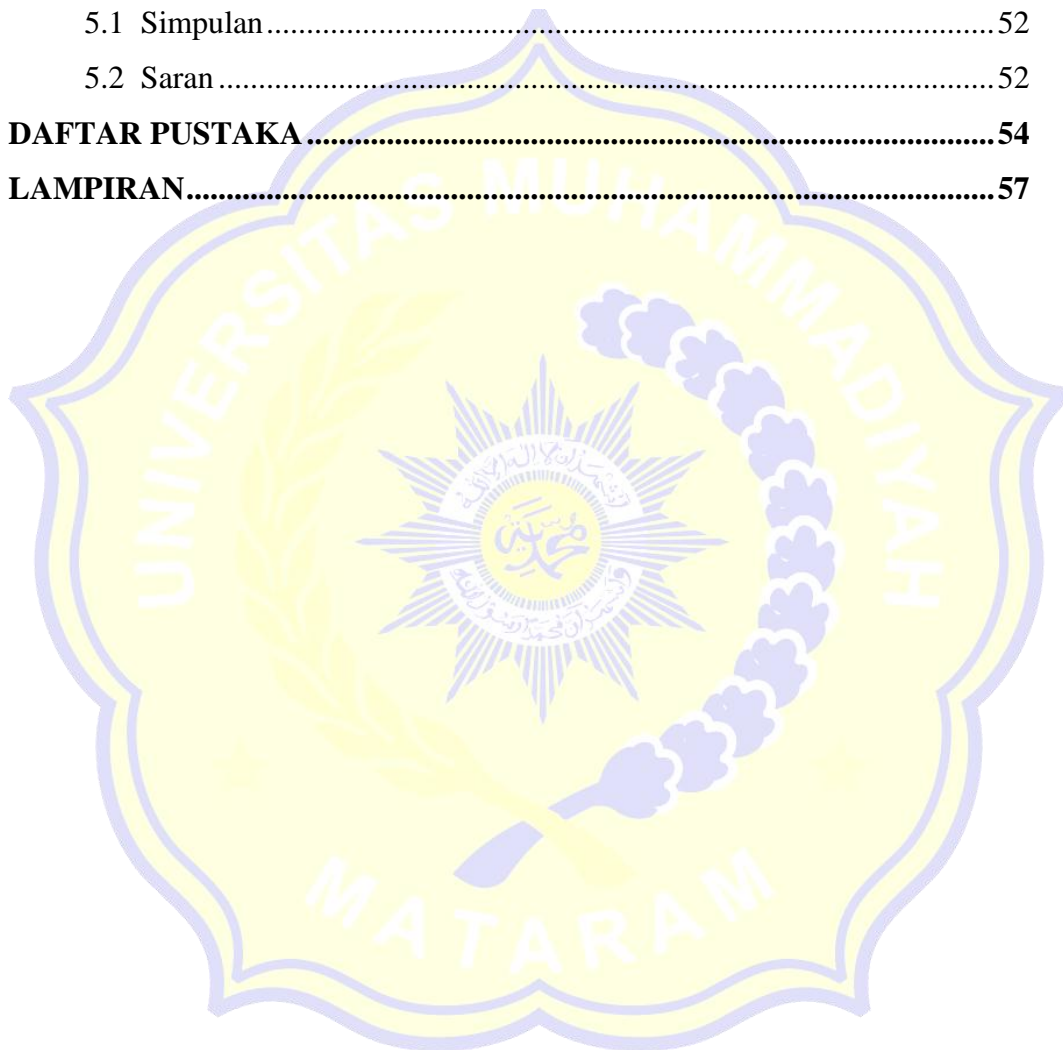 5.1 Simpulan.....................................................................................52
5.2 Saran...........................................................................................52
DAFTAR PUSTAKA.........................................................................54
LAMPIRAN......................................................................................57
UNIVERSITAS MUHAMMADIYAH
MATARAM